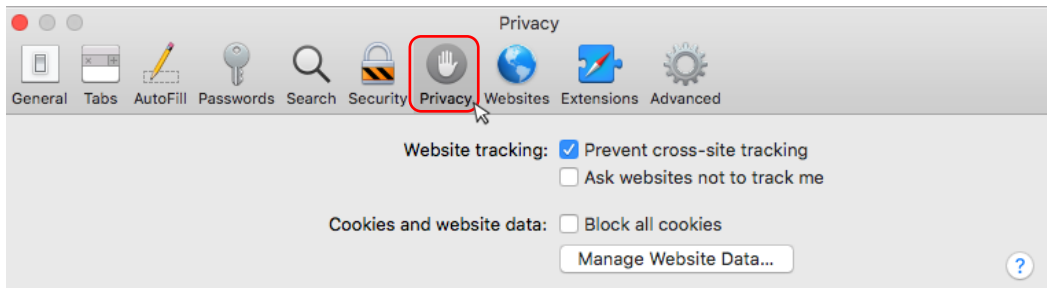 Privacy
General Tabs AutoFill Passwords Search Security Privacy Websites Extensions Advanced
Website tracking: Prevent cross-site tracking
Ask websites not to track me
Cookies and website data: Block all cookies
Manage Website Data...
?